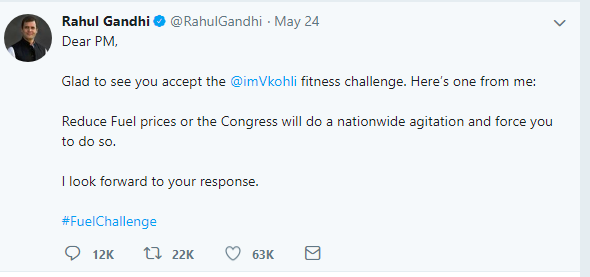 Rahul Gandhi @RahulGandhi · May 24
Dear PM,
Glad to see you accept the @imVkohli fitness challenge. Here's one from me:
Reduce Fuel prices or the Congress will do a nationwide agitation and force you
to do so.
I look forward to your response.
#FuelChallenge
12K 22K 63K